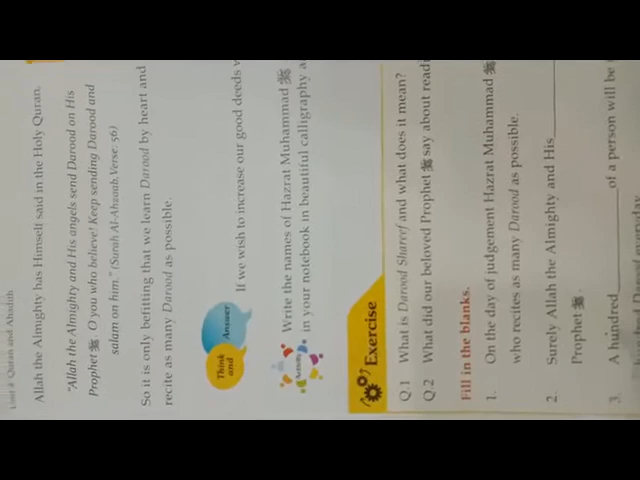 Unit 1 Quran and Ahadith
Allah the Almighty has Himself said in the Holy Quran,
"Allah the Almighty and His angels send Darood on His
Prophet ﷺ O you who believe! Keep sending Darood and
salam on him." (Surah Al-Ahzaab, Verse: 56)
So it is only befitting that we learn Darood by heart and
recite as many Darood as possible.
Think and Answer
If we wish to increase our good deeds
Activity
Write the names of Hazrat Muhammad ﷺ
in your notebook in beautiful calligraphy
Exercise
Q.1 What is Darood Shareef and what does it mean?
Q.2 What did our beloved Prophet ﷺ say about
Fill in the blanks.
1. On the day of judgement Hazrat Muhammad ﷺ
who recites as many Darood as possible.
2. Surely Allah the Almighty and His
Prophet ﷺ.
3. A hundred of a person will be